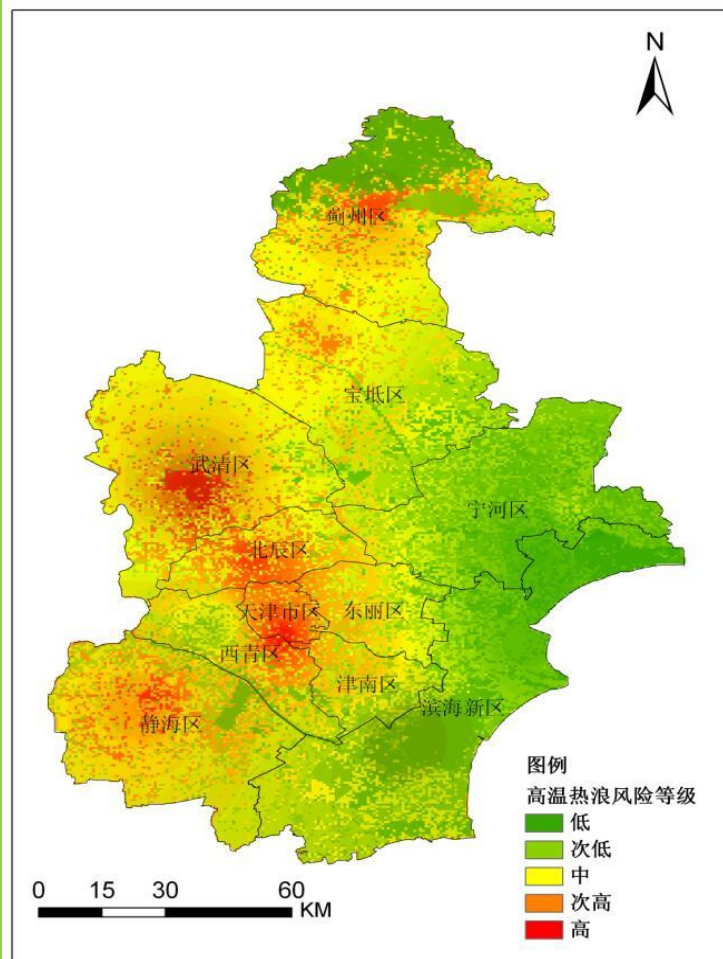 N
蓟州区
宝坻区
武清区
宁河区
北辰区
天津市区
东丽区
西青区
津南区
静海区
滨海新区
图例
高温热浪风险等级
低
次低
中
次高
高
0 15 30 60
KM